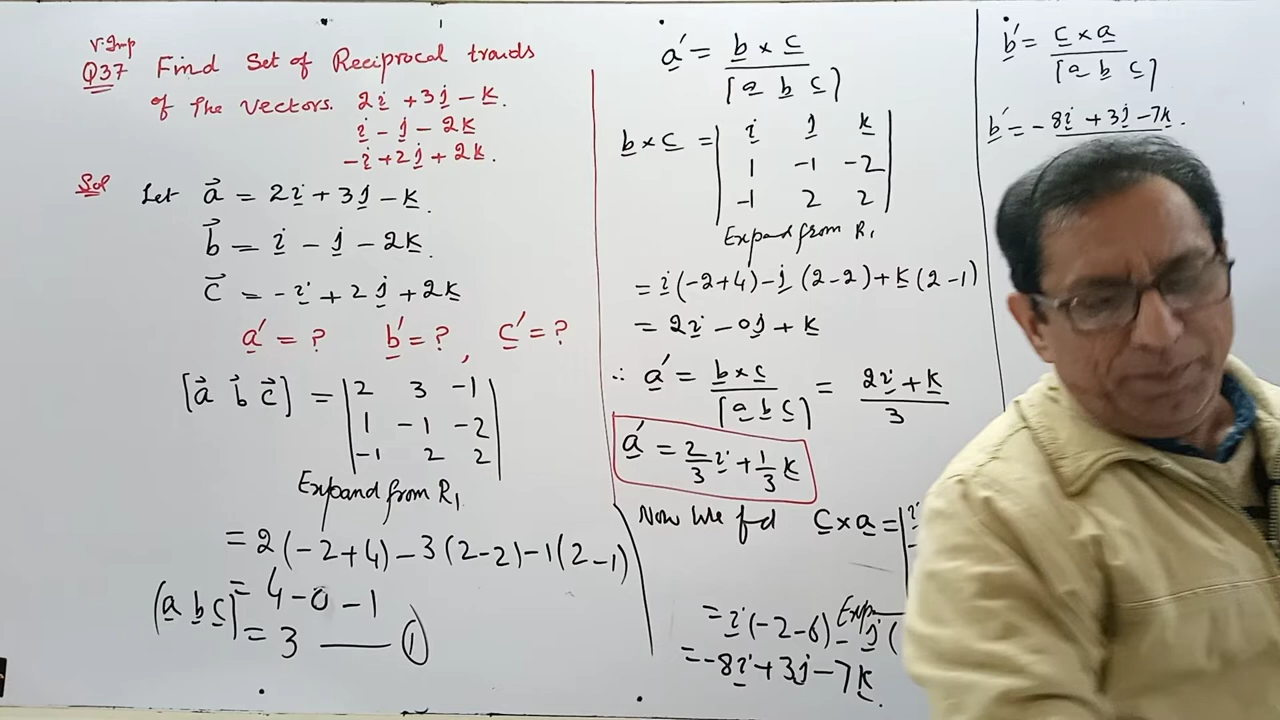 V.Imp
Q37 Find Set of Reciprocal traids
of The vectors. 2i + 3j - k.
i - j - 2k
-i + 2j + 2k.
Sol Let a⃗ = 2i + 3j - k.
b⃗ = i - j - 2k.
c⃗ = -i + 2j + 2k
a' = ? b' = ? , c' = ?
[a⃗ b⃗ c⃗] = | 2 3 -1 |
| 1 -1 -2 |
| -1 2 2 |
Expand from R₁
= 2(-2+4) - 3(2-2) - 1(2-1)
= 4 - 0 - 1
[a b c] = 3 —— ①
a' = b × c
[a b c]
b × c = | i j k |
| 1 -1 -2 |
| -1 2 2 |
Expand from R₁
= i(-2+4) - j(2-2) + k(2-1)
= 2i - 0j + k
∴ a' = b × c / [a b c] = 2i + k / 3
a' = 2/3 i + 1/3 k
Now We fid c × a = | i
Exp
= i(-2-6) - j(
= -8i + 3j - 7k
b' = c × a
[a b c]
b' = -8i + 3j - 7k.